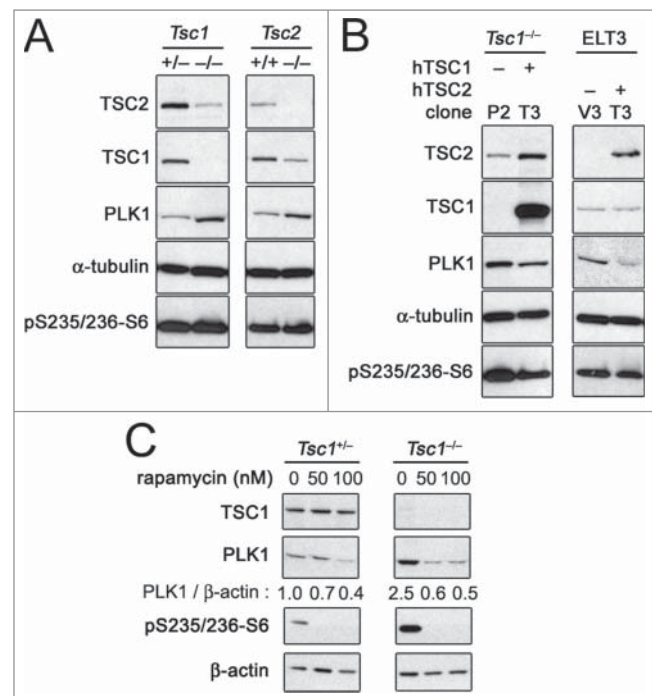 A
Tsc1 Tsc2
+/– –/– +/+ –/–
TSC2
TSC1
PLK1
α-tubulin
pS235/236-S6
B
Tsc1–/– ELT3
hTSC1 – +
hTSC2 – +
clone P2 T3 V3 T3
TSC2
TSC1
PLK1
α-tubulin
pS235/236-S6
C
Tsc1+/– Tsc1–/–
rapamycin (nM) 0 50 100 0 50 100
TSC1
PLK1
PLK1 / β-actin : 1.0 0.7 0.4 2.5 0.6 0.5
pS235/236-S6
β-actin